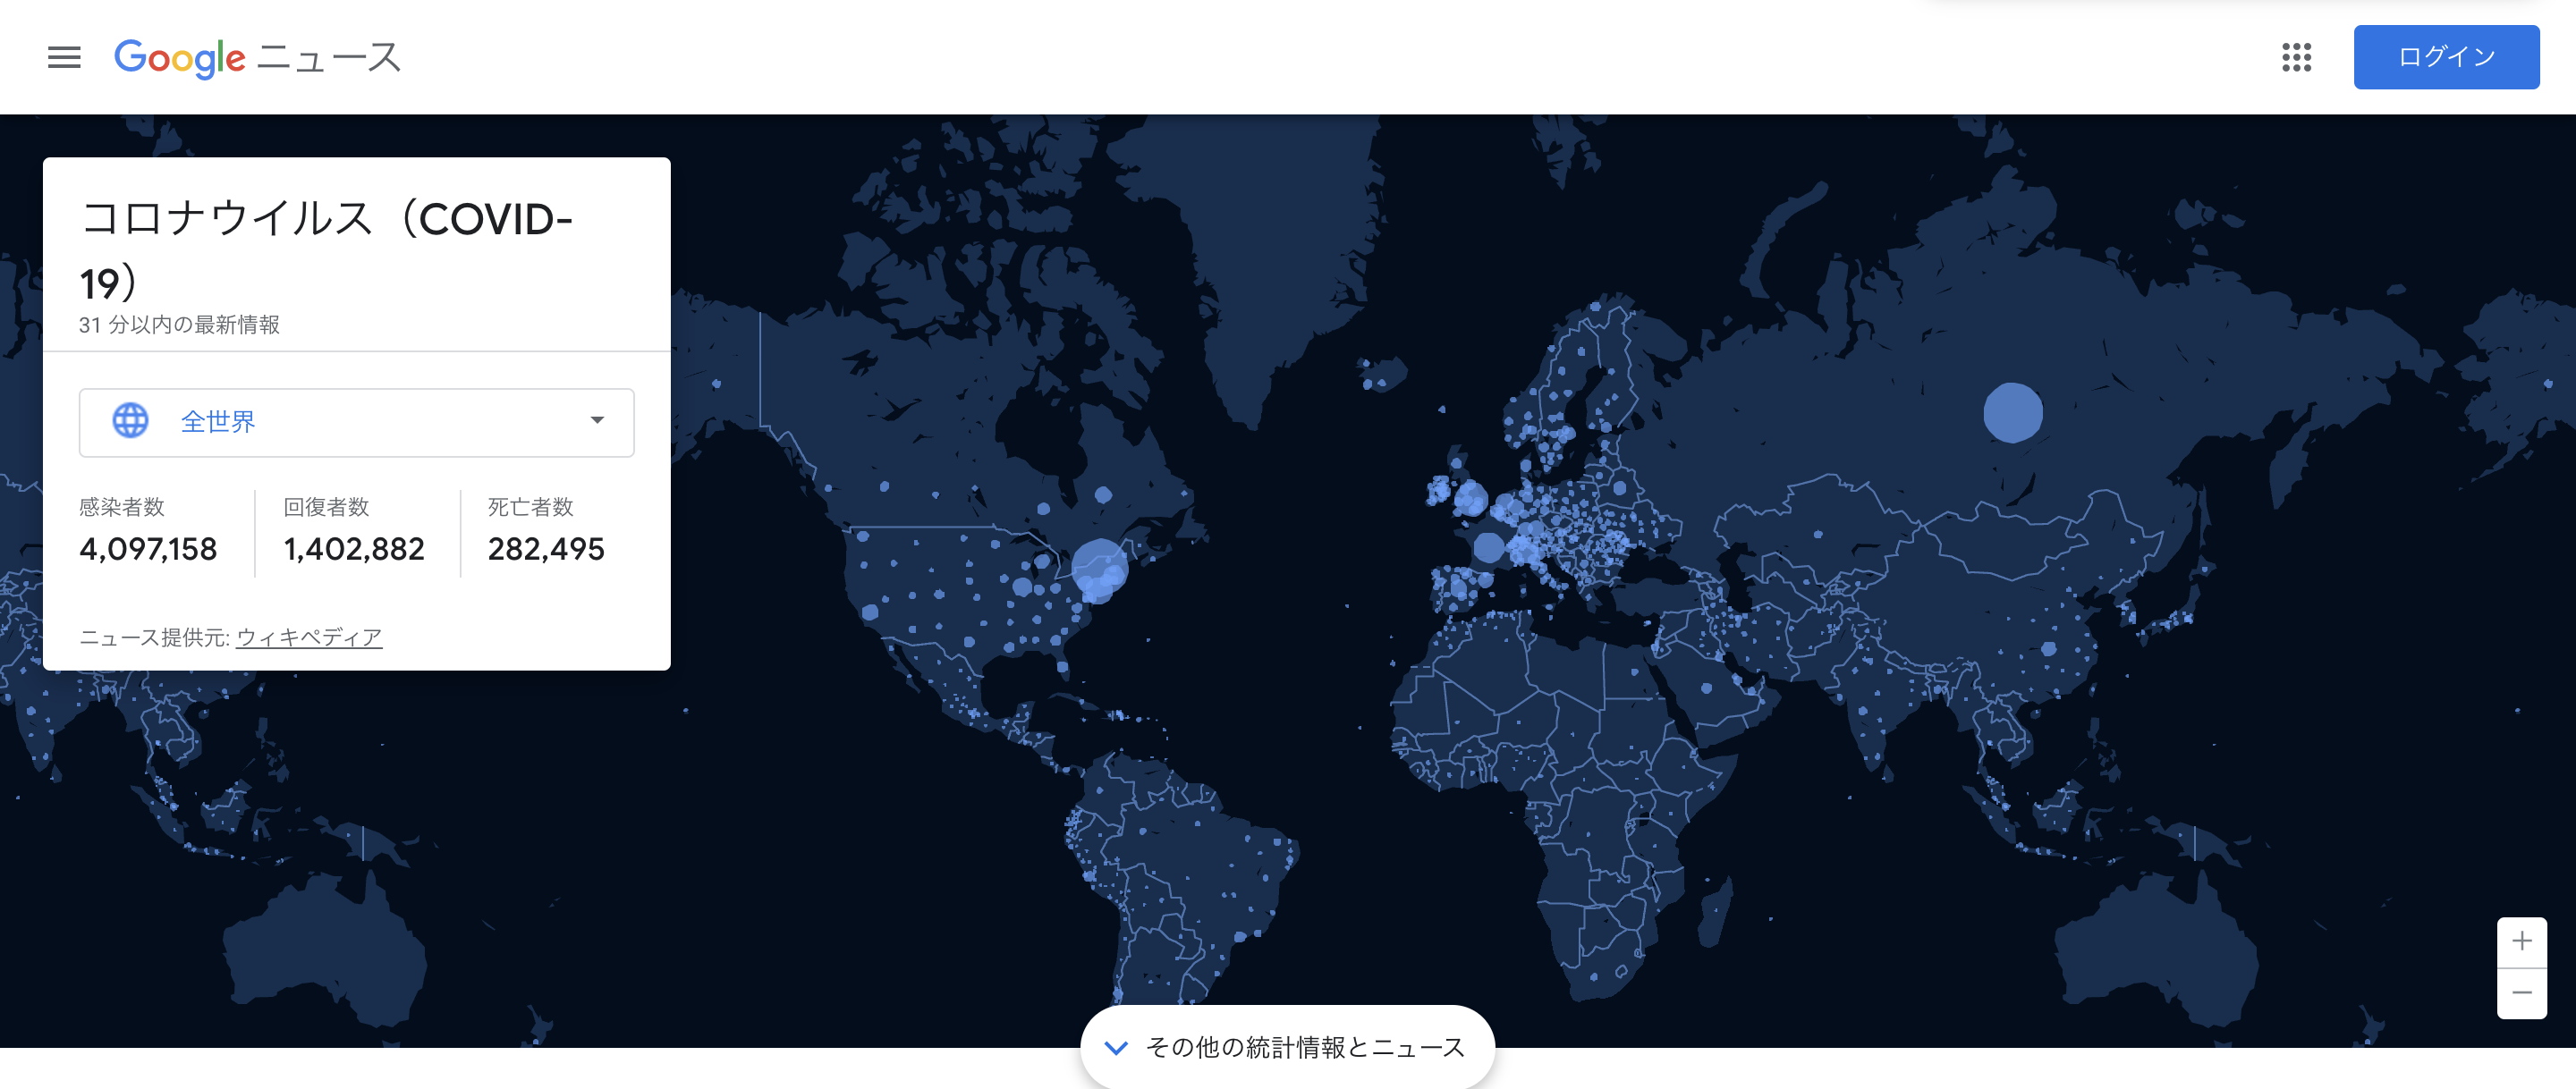 Google ニュース
ログイン
コロナウイルス（COVID-
19）
31 分以内の最新情報
全世界
感染者数 回復者数 死亡者数
4,097,158 1,402,882 282,495
ニュース提供元: ウィキペディア
その他の統計情報とニュース